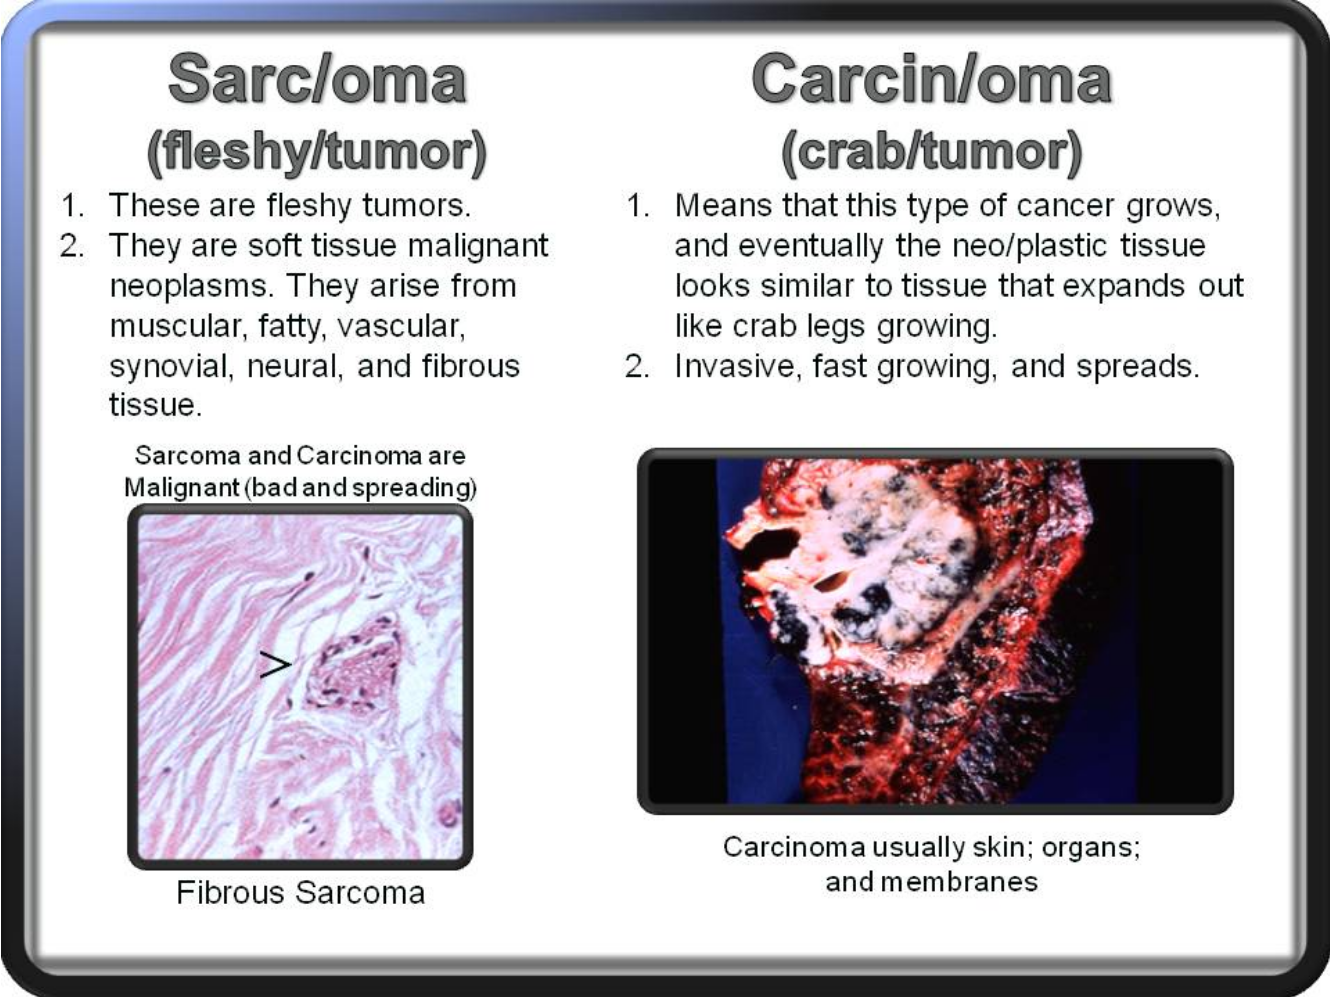 Sarc/oma
(fleshy/tumor)
1. These are fleshy tumors.
2. They are soft tissue malignant
neoplasms. They arise from
muscular, fatty, vascular,
synovial, neural, and fibrous
tissue.
Sarcoma and Carcinoma are
Malignant (bad and spreading)
>
Fibrous Sarcoma
Carcin/oma
(crab/tumor)
1. Means that this type of cancer grows,
and eventually the neo/plastic tissue
looks similar to tissue that expands out
like crab legs growing.
2. Invasive, fast growing, and spreads.
Carcinoma usually skin; organs;
and membranes